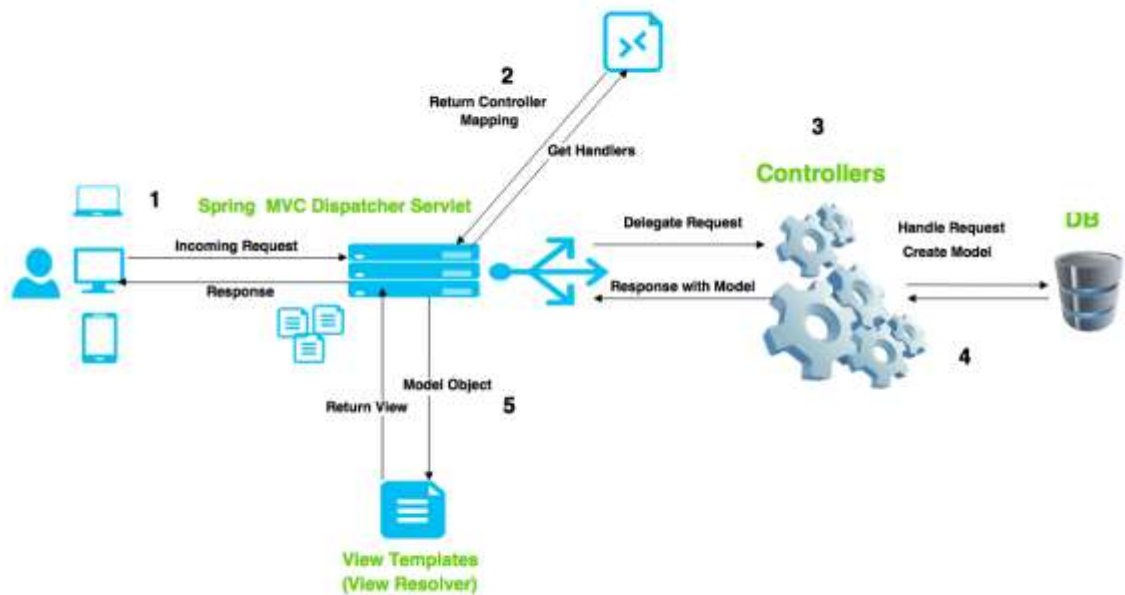 2
Return Controller
Mapping
Get Handlers
3
Controllers
1
Spring MVC Dispatcher Servlet
Incoming Request
Response
Delegate Request
Response with Model
Handle Request
Create Model
DB
4
Model Object
Return View
5
View Templates
(View Resolver)